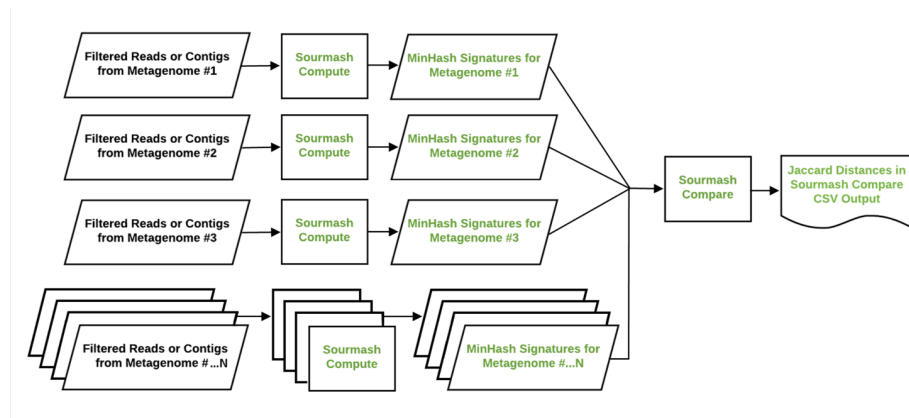 Filtered Reads or Contigs
from Metagenome #1
Sourmash
Compute
MinHash Signatures for
Metagenome #1
Filtered Reads or Contigs
from Metagenome #2
Sourmash
Compute
MinHash Signatures for
Metagenome #2
Sourmash
Compare
Jaccard Distances in
Sourmash Compare
CSV Output
Filtered Reads or Contigs
from Metagenome #3
Sourmash
Compute
MinHash Signatures for
Metagenome #3
Filtered Reads or Contigs
from Metagenome #...N
Sourmash
Compute
MinHash Signatures for
Metagenome #...N